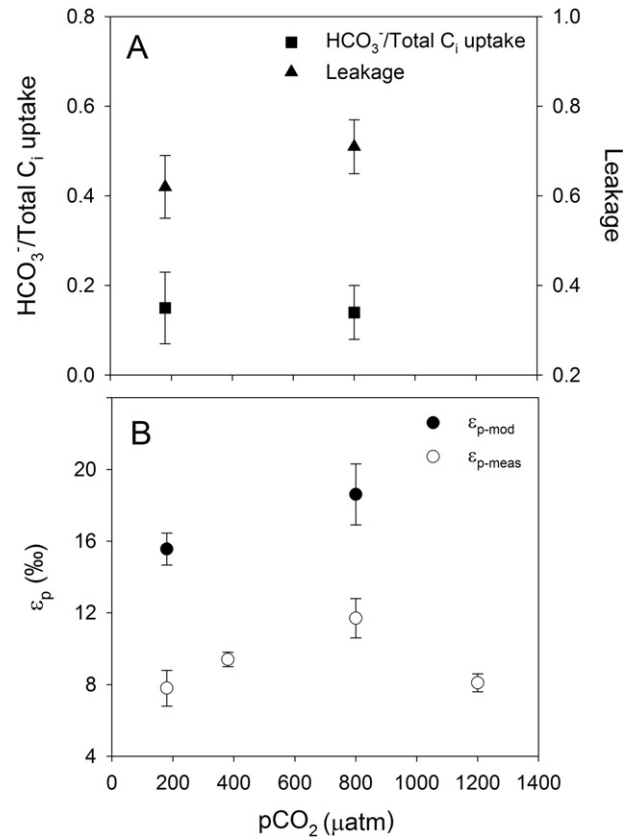 A
HCO₃⁻/Total Cᵢ uptake
Leakage
0.8
0.6
0.4
0.2
0.0
HCO₃⁻/Total Cᵢ uptake
1.0
0.8
0.6
0.4
0.2
Leakage
B
εp-mod
εp-meas
20
16
12
8
4
εp (‰)
0 200 400 600 800 1000 1200 1400
pCO₂ (μatm)